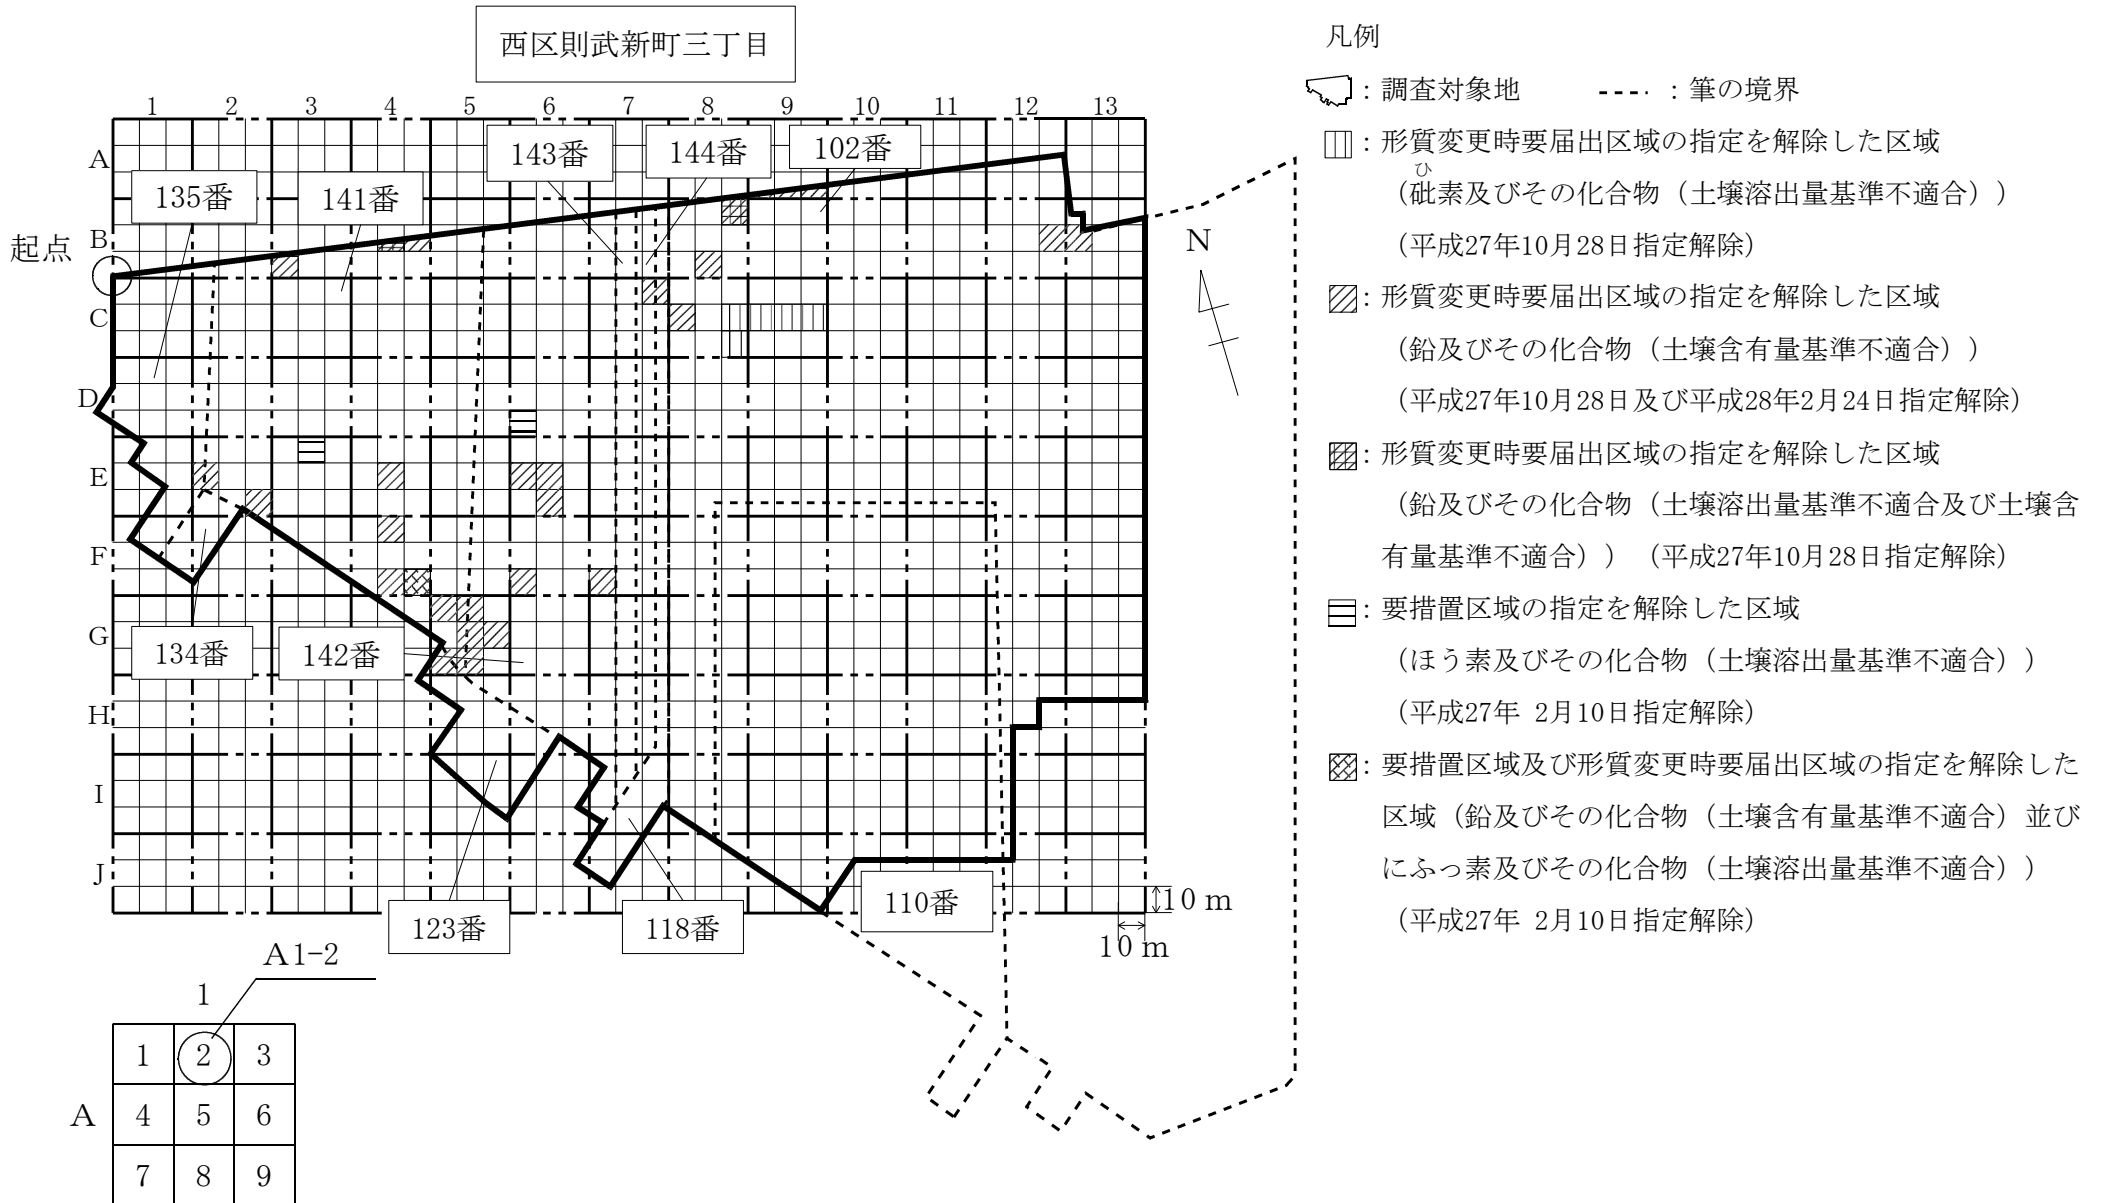 西区則武新町三丁目
1 2 3 4 5 6 7 8 9 10 11 12 13
A
B
C
D
E
F
G
H
I
J
135番
141番
143番
144番
102番
起点
134番
142番
123番
118番
110番
10 m
10 m
N
A1-2
1
A
1 2 3
4 5 6
7 8 9
凡例
：調査対象地
：筆の境界
：形質変更時要届出区域の指定を解除した区域
ひ
（砒素及びその化合物（土壌溶出量基準不適合））
（平成27年10月28日指定解除）
：形質変更時要届出区域の指定を解除した区域
（鉛及びその化合物（土壌含有量基準不適合））
（平成27年10月28日及び平成28年2月24日指定解除）
：形質変更時要届出区域の指定を解除した区域
（鉛及びその化合物（土壌溶出量基準不適合及び土壌含
有量基準不適合））（平成27年10月28日指定解除）
：要措置区域の指定を解除した区域
（ほう素及びその化合物（土壌溶出量基準不適合））
（平成27年 2月10日指定解除）
：要措置区域及び形質変更時要届出区域の指定を解除した
区域（鉛及びその化合物（土壌含有量基準不適合）並び
にふっ素及びその化合物（土壌溶出量基準不適合））
（平成27年 2月10日指定解除）